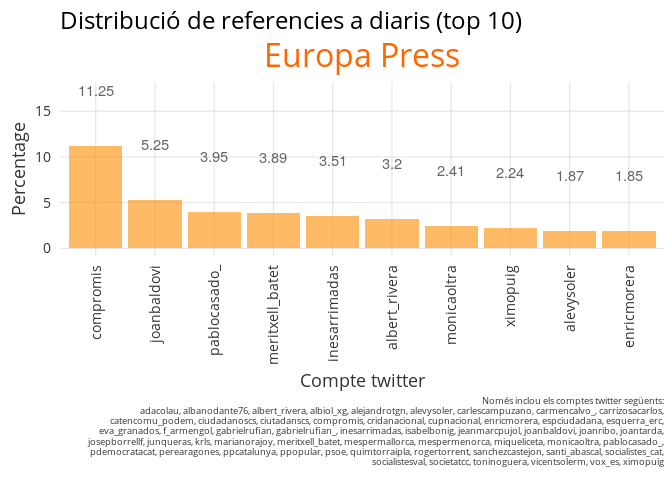 Distribució de referencies a diaris (top 10)
Europa Press
Percentage
15
10
5
0
11.25
5.25
3.95
3.89
3.51
3.2
2.41
2.24
1.87
1.85
compromis
joanbaldovi
pablocasado_
meritxell_batet
inesarrimadas
albert_rivera
monicaoltra
ximopuig
alevysoler
enricmorera
Compte twitter
Només inclou els comptes twitter següents:
adacolau, albanodante76, albert_rivera, albiol_xg, alejandrotgn, alevysoler, carlescampuzano, carmencalvo_, carrizosacarlos,
catencomu_podem, ciudadanoscs, ciutadanscs, compromis, cridanacional, cupnacional, enricmorera, espciudadana, esquerra_erc,
eva_granados, f_armengol, gabrielrufian, gabrielrufian_, inesarrimadas, isabelbonig, jeanmarcpujol, joanbaldovi, joanribo, joantarda,
josepborrellf, junqueras, krls, marianorajoy, meritxell_batet, mespermallorca, mespermenorca, miqueliceta, monicaoltra, pablocasado_,
pdemocratacat, perearagones, ppcatalunya, ppopular, psoe, quimtorraipla, rogertorrent, sanchezcastejon, santi_abascal, socialistes_cat,
socialistesval, societatcc, toninoguera, vicentsolerm, vox_es, ximopuig